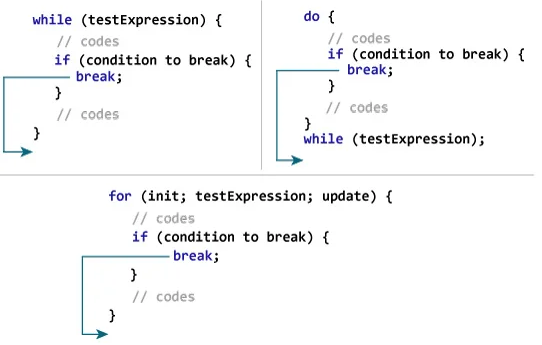 while (testExpression) {
// codes
if (condition to break) {
break;
}
// codes
}
do {
// codes
if (condition to break) {
break;
}
// codes
}
while (testExpression);
for (init; testExpression; update) {
// codes
if (condition to break) {
break;
}
// codes
}